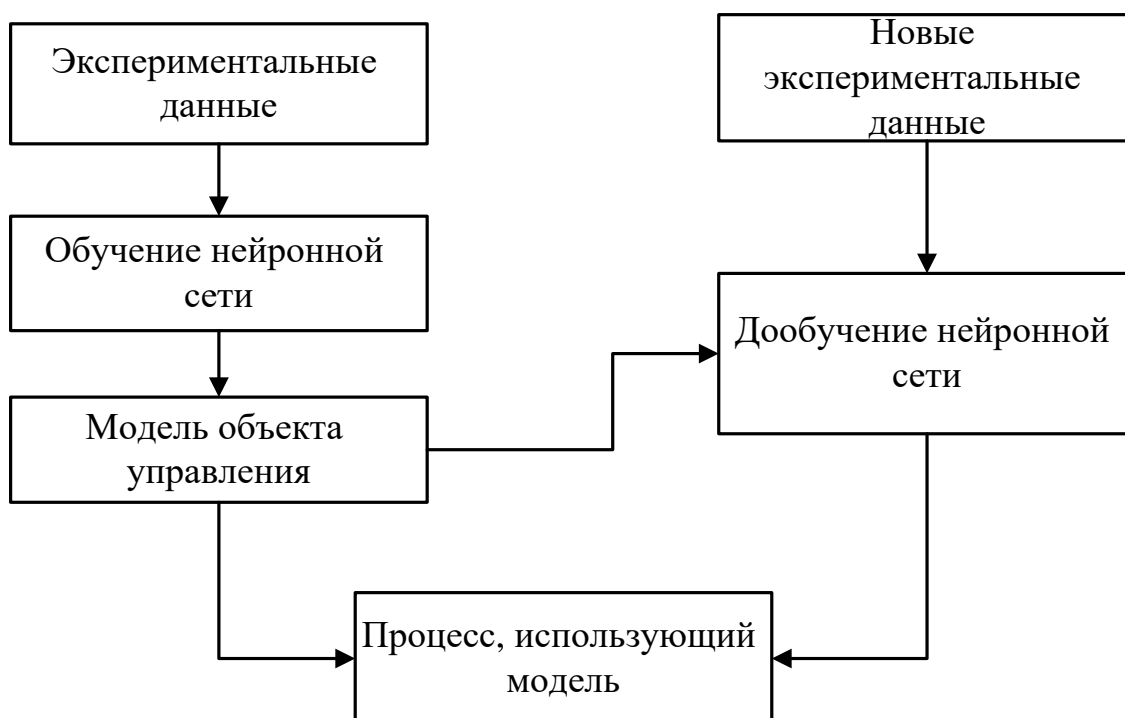 Экспериментальные
данные
Новые
экспериментальные
данные
Обучение нейронной
сети
Дообучение нейронной
сети
Модель объекта
управления
Процесс, использующий
модель